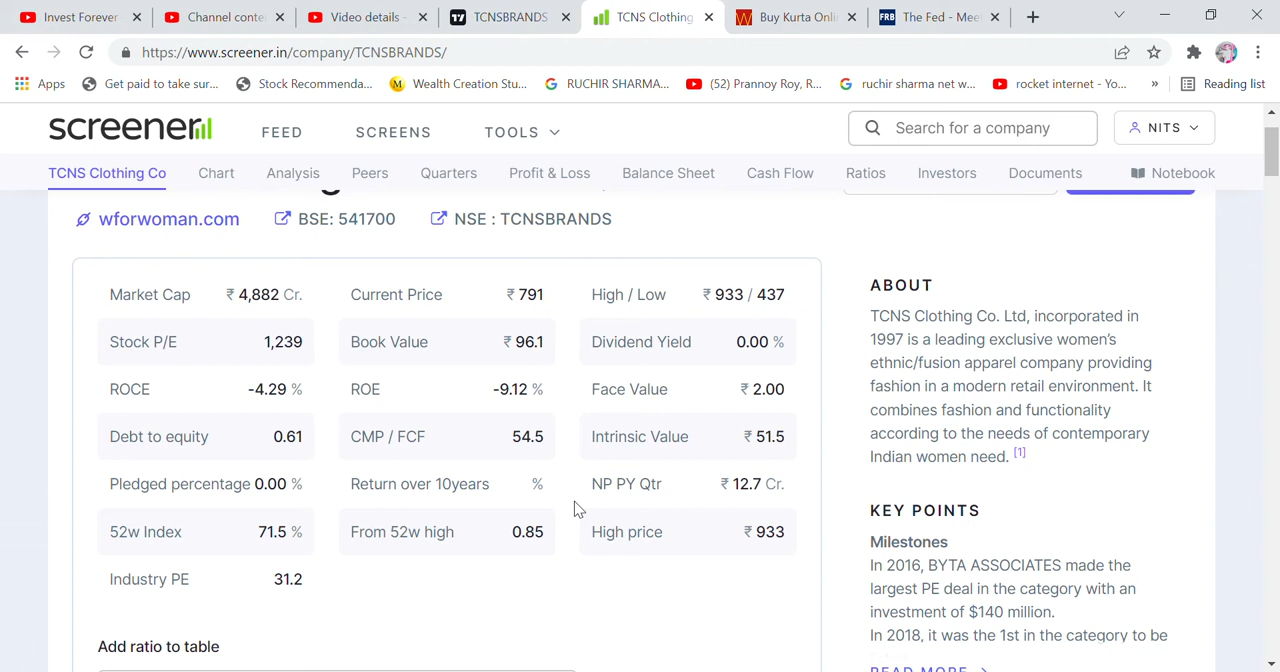 Invest Forever
Channel conte
Video details -
TCNSBRANDS
TCNS Clothing
Buy Kurta Onli
The Fed - Mee
https://www.screener.in/company/TCNSBRANDS/
Apps
Get paid to take sur...
Stock Recommenda...
Wealth Creation Stu...
RUCHIR SHARMA...
(52) Prannoy Roy, R...
ruchir sharma net w...
rocket internet - Yo...
»
Reading list
screener
FEED
SCREENS
TOOLS
Search for a company
NITS
TCNS Clothing Co
Chart
Analysis
Peers
Quarters
Profit & Loss
Balance Sheet
Cash Flow
Ratios
Investors
Documents
Notebook
wforwoman.com
BSE: 541700
NSE : TCNSBRANDS
Market Cap ₹ 4,882 Cr.
Current Price ₹ 791
High / Low ₹ 933 / 437
Stock P/E 1,239
Book Value ₹ 96.1
Dividend Yield 0.00 %
ROCE -4.29 %
ROE -9.12 %
Face Value ₹ 2.00
Debt to equity 0.61
CMP / FCF 54.5
Intrinsic Value ₹ 51.5
Pledged percentage 0.00 %
Return over 10years %
NP PY Qtr ₹ 12.7 Cr.
52w Index 71.5 %
From 52w high 0.85
High price ₹ 933
Industry PE 31.2
Add ratio to table
ABOUT
TCNS Clothing Co. Ltd, incorporated in
1997 is a leading exclusive women's
ethnic/fusion apparel company providing
fashion in a modern retail environment. It
combines fashion and functionality
according to the needs of contemporary
Indian women need. [1]
KEY POINTS
Milestones
In 2016, BYTA ASSOCIATES made the
largest PE deal in the category with an
investment of $140 million.
In 2018, it was the 1st in the category to be
READ MORE